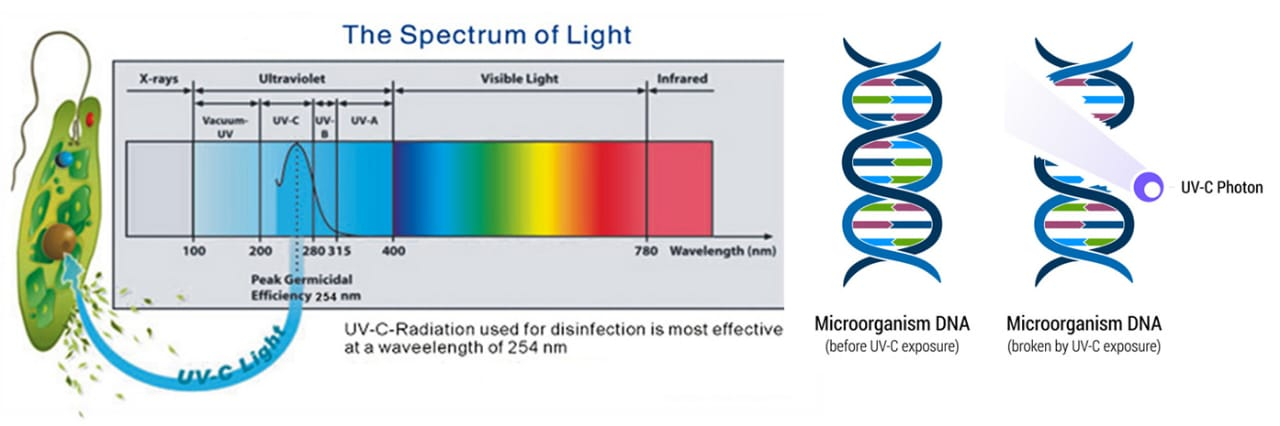 The Spectrum of Light
X-rays
Ultraviolet
Visible Light
Infrared
Vacuum-
UV
UV-C
UV-
B
UV-A
100
200
280
315
400
780
Wavelength (nm)
Peak Germicidal
Efficiency 254 nm
UV-C Light
UV-C-Radiation used for disinfection is most effective
at a waveelength of 254 nm
Microorganism DNA
(before UV-C exposure)
UV-C Photon
Microorganism DNA
(broken by UV-C exposure)